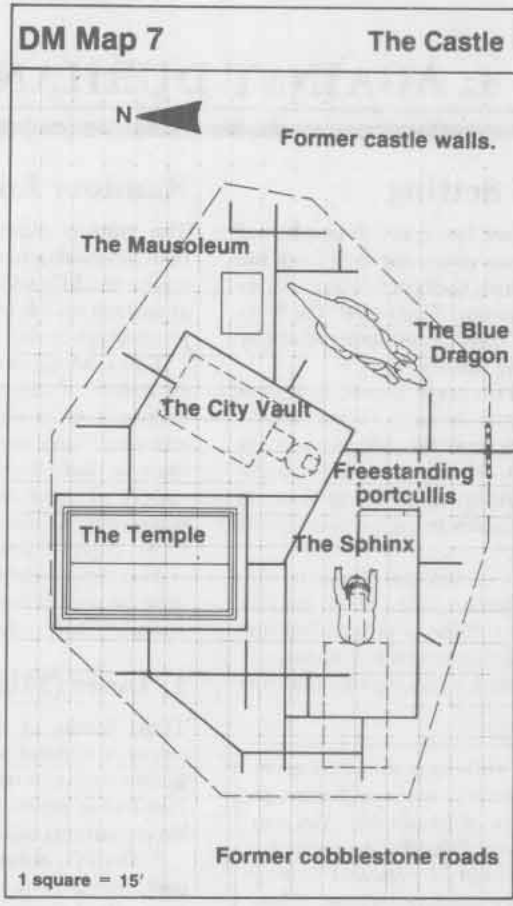 DM Map 7
The Castle
N
Former castle walls.
The Mausoleum
The Blue
Dragon
The City Vault
Freestanding
portcullis
The Temple
The Sphinx
Former cobblestone roads
1 square = 15'